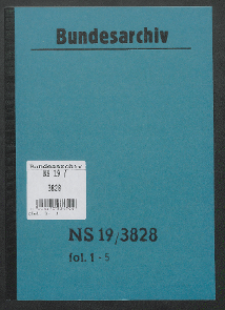 Bundesarchiv
Bundesarchiv
NS 19 /
3828
NS 19/3828
fol. 1 - 5